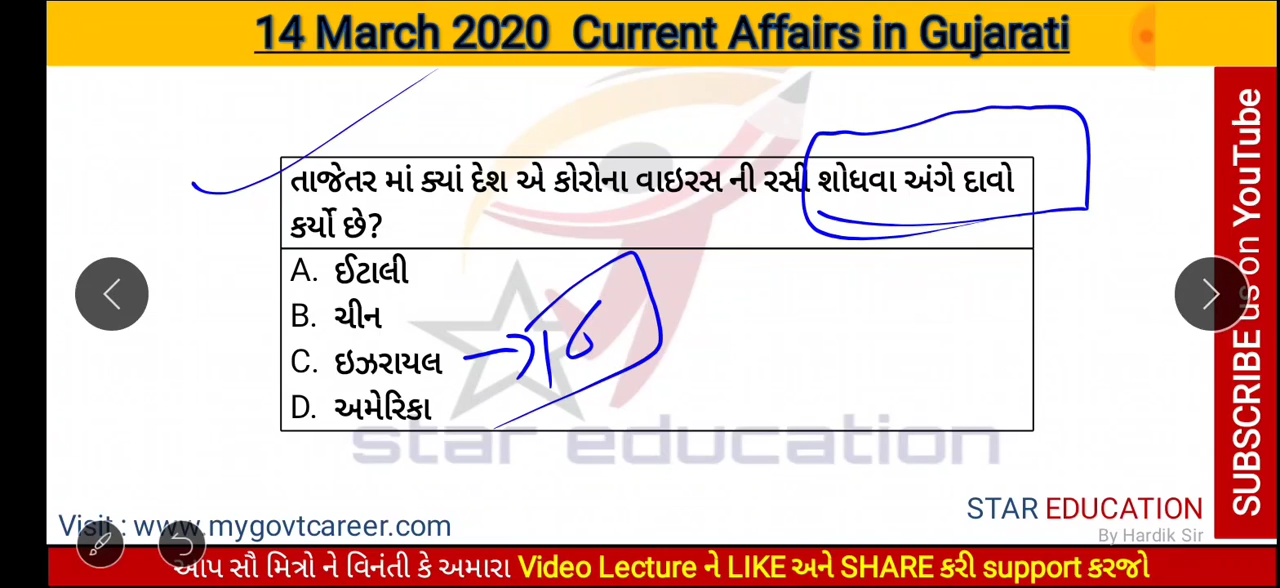 14 March 2020 Current Affairs in Gujarati
તાજેતર માં ક્યાં દેશ એ કોરોના વાઇરસ ની રસી શોધવા અંગે દાવો
કર્યો છે?
A. ઈટાલી
B. ચીન
C. ઇઝરાયલ
D. અમેરિકા
star education
STAR EDUCATION
By Hardik Sir
Visit : www.mygovtcareer.com
આપ સૌ મિત્રો ને વિનંતી કે અમારા Video Lecture ને LIKE અને SHARE કરી support કરજો
SUBSCRIBE us on YouTube